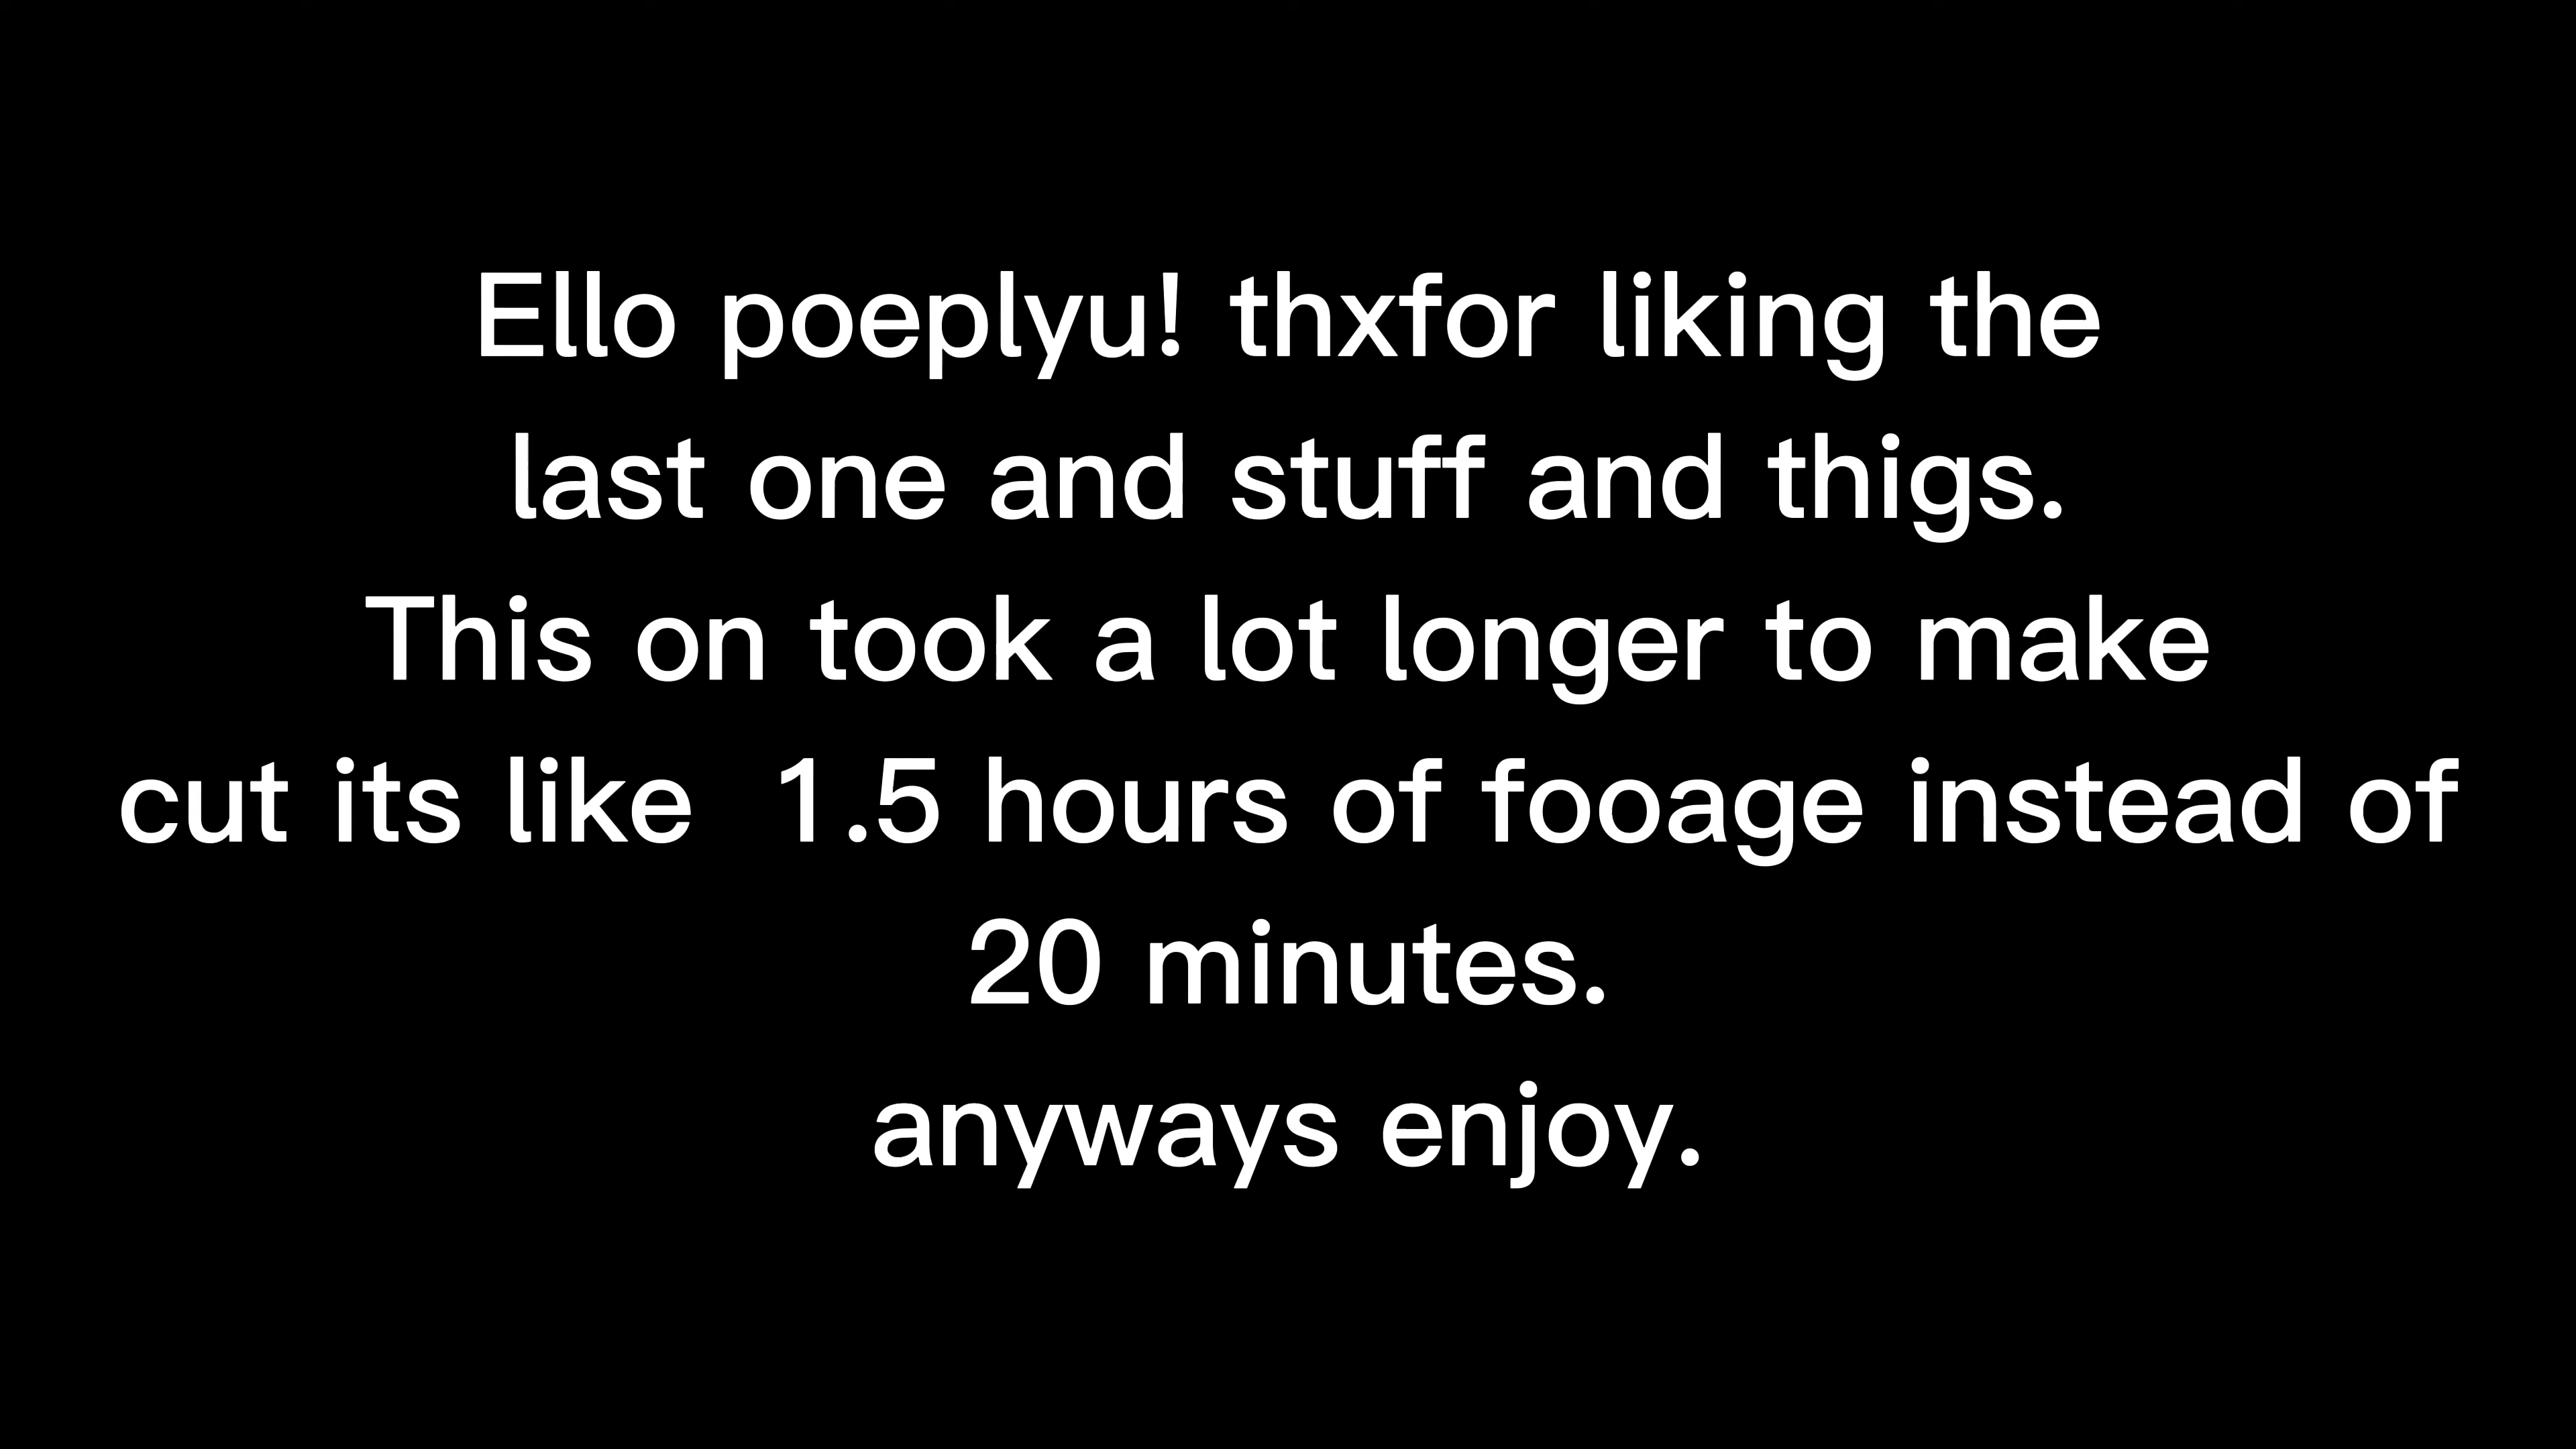 Ello poeplyu! thxfor liking the
last one and stuff and thigs.
This on took a lot longer to make
cut its like  1.5 hours of fooage instead of
20 minutes.
anyways enjoy.